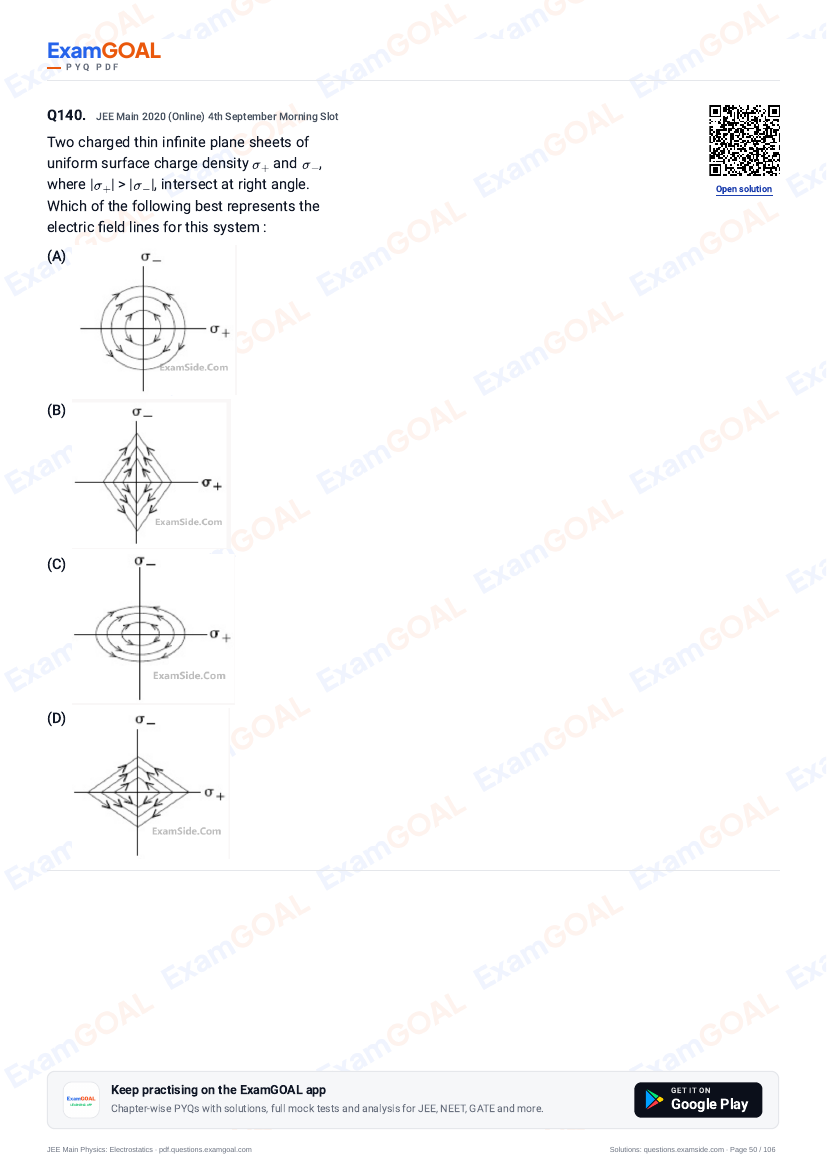 ExamGOAL
PYQ PDF
Q140. JEE Main 2020 (Online) 4th September Morning Slot
Two charged thin infinite plane sheets of
uniform surface charge density σ₊ and σ₋,
where |σ₊| > |σ₋|, intersect at right angle.
Which of the following best represents the
electric field lines for this system :
Open solution
(A)
σ₋
σ₊
ExamSide.Com
(B)
σ₋
σ₊
ExamSide.Com
(C)
σ₋
σ₊
ExamSide.Com
(D)
σ₋
σ₊
ExamSide.Com
Keep practising on the ExamGOAL app
Chapter-wise PYQs with solutions, full mock tests and analysis for JEE, NEET, GATE and more.
GET IT ON
Google Play
JEE Main Physics: Electrostatics · pdf.questions.examgoal.com
Solutions: questions.examside.com · Page 50 / 106